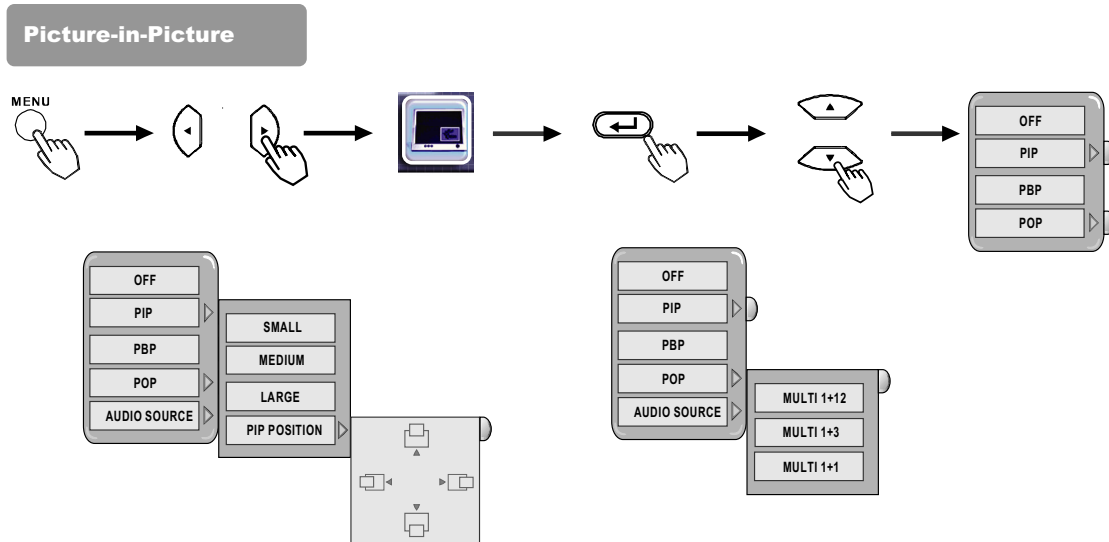 Picture-in-Picture
MENU
OFF
PIP
PBP
POP
OFF
PIP
PBP
POP
AUDIO SOURCE
SMALL
MEDIUM
LARGE
PIP POSITION
OFF
PIP
PBP
POP
AUDIO SOURCE
MULTI 1+12
MULTI 1+3
MULTI 1+1